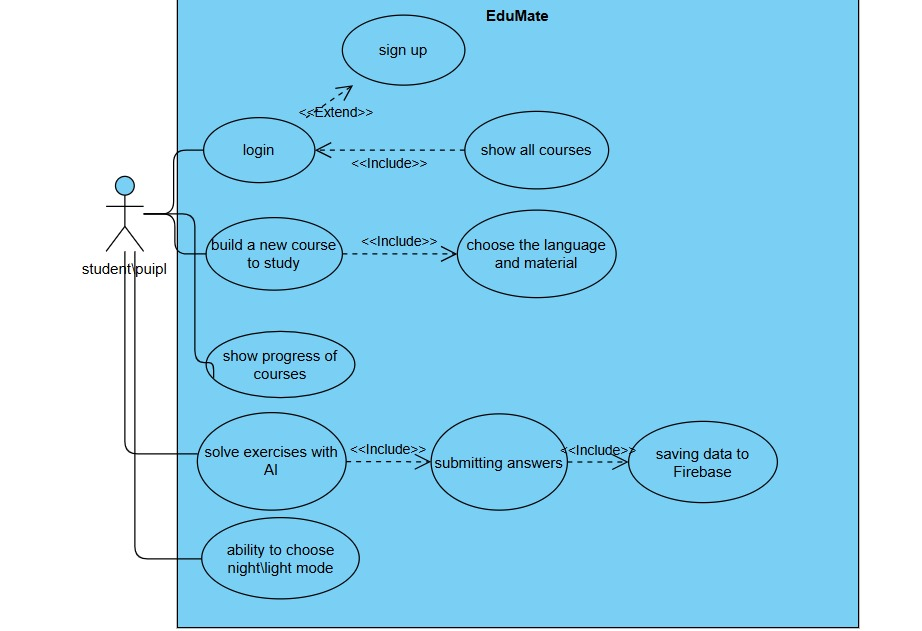 EduMate
sign up
<<Extend>>
login
show all courses
<<Include>>
student\puipl
build a new course
to study
<<Include>>
choose the language
and material
show progress of
courses
solve exercises with
AI
<<Include>>
submitting answers
<<Include>>
saving data to
Firebase
ability to choose
night\light mode